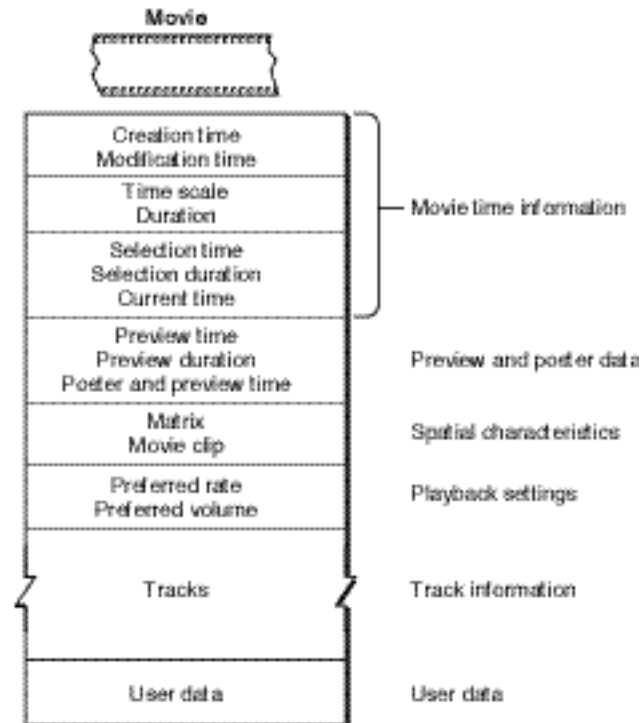 Movie
Creation time
Modification time
Time scale
Duration
Movie time information
Selection time
Selection duration
Current time
Preview time
Preview duration
Poster and preview time
Preview and poster data
Matrix
Movie clip
Spatial characteristics
Preferred rate
Preferred volume
Playback settings
Tracks
Track information
User data
User data